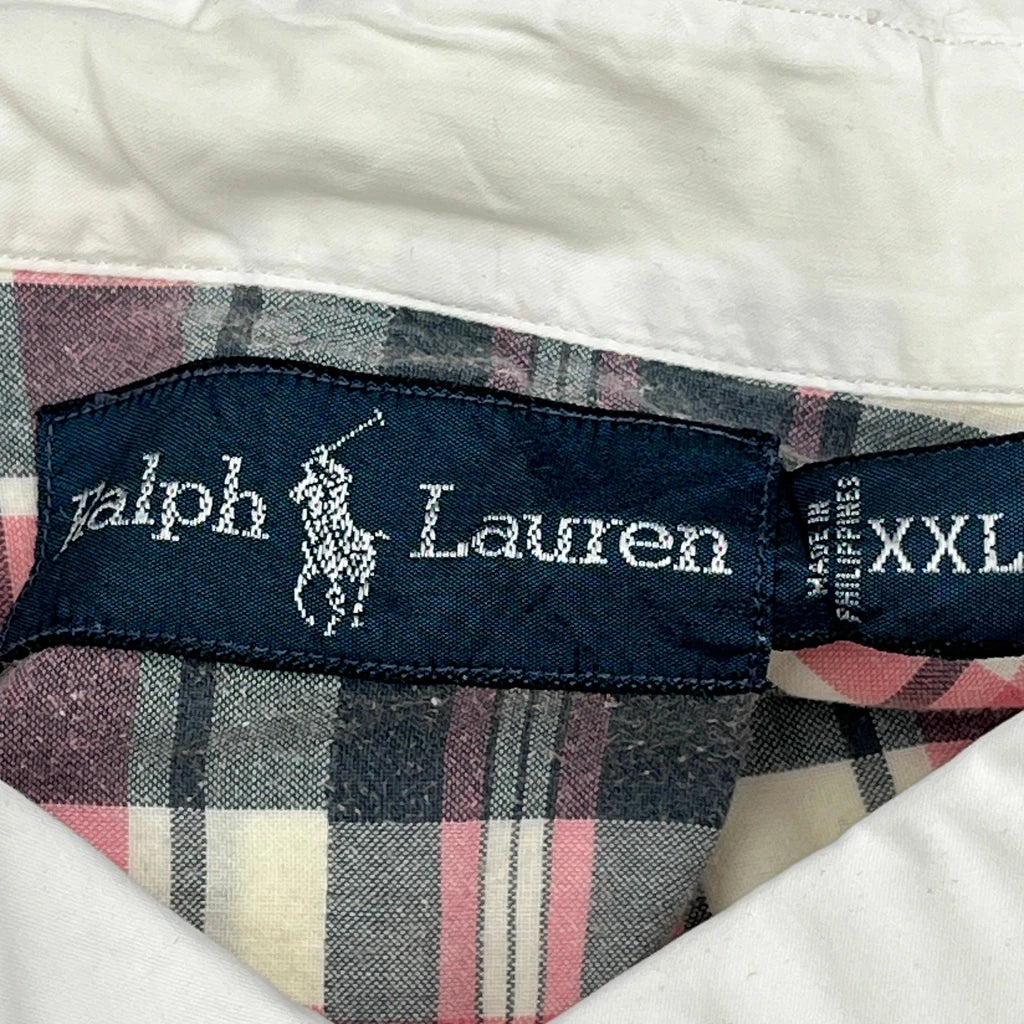 Ralph Lauren
MADE IN
PHILIPPINES
XXL